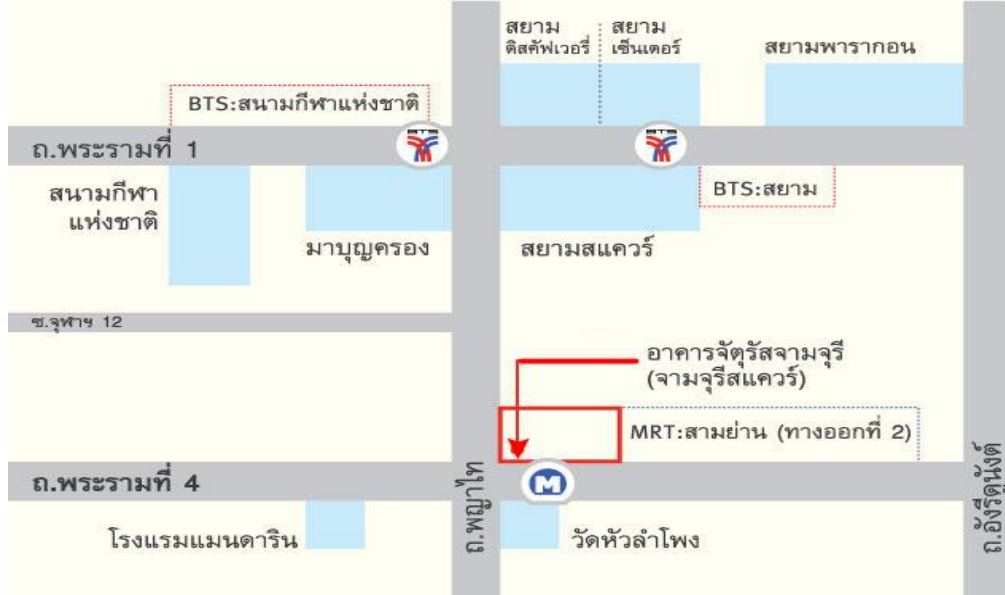 สยาม
ดิสคัฟเวอรี่
สยาม
เซ็นเตอร์
สยามพารากอน
BTS:สนามกีฬาแห่งชาติ
BTS
BTS
ถ.พระรามที่ 1
สนามกีฬา
แห่งชาติ
BTS:สยาม
มาบุญครอง
สยามสแควร์
ซ.จุฬาฯ 12
อาคารจัตุรัสจามจุรี
(จามจุรีสแควร์)
MRT:สามย่าน (ทางออกที่ 2)
ถ.พระรามที่ 4
M
ถ.พญาไท
ถ.อังรีดูนังต์
โรงแรมแมนดาริน
วัดหัวลำโพง